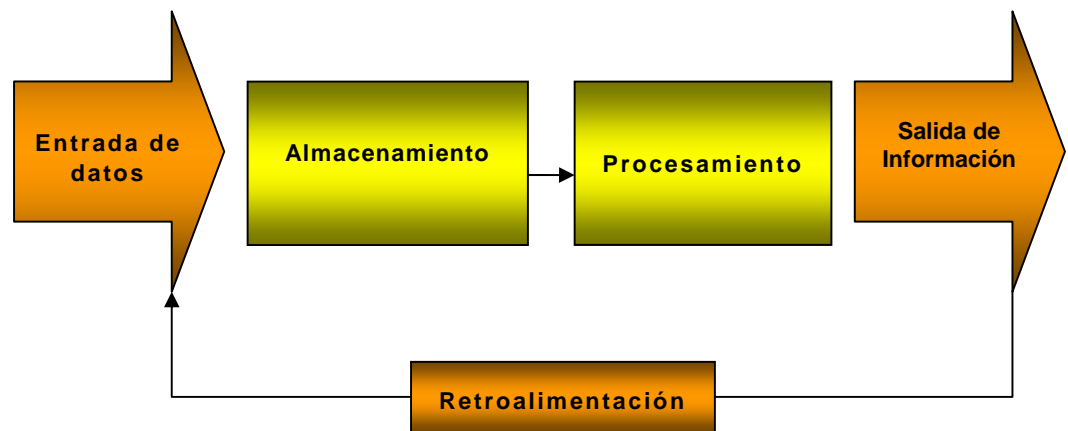 Entrada de
datos
Almacenamiento
Procesamiento
Salida de
Información
Retroalimentación